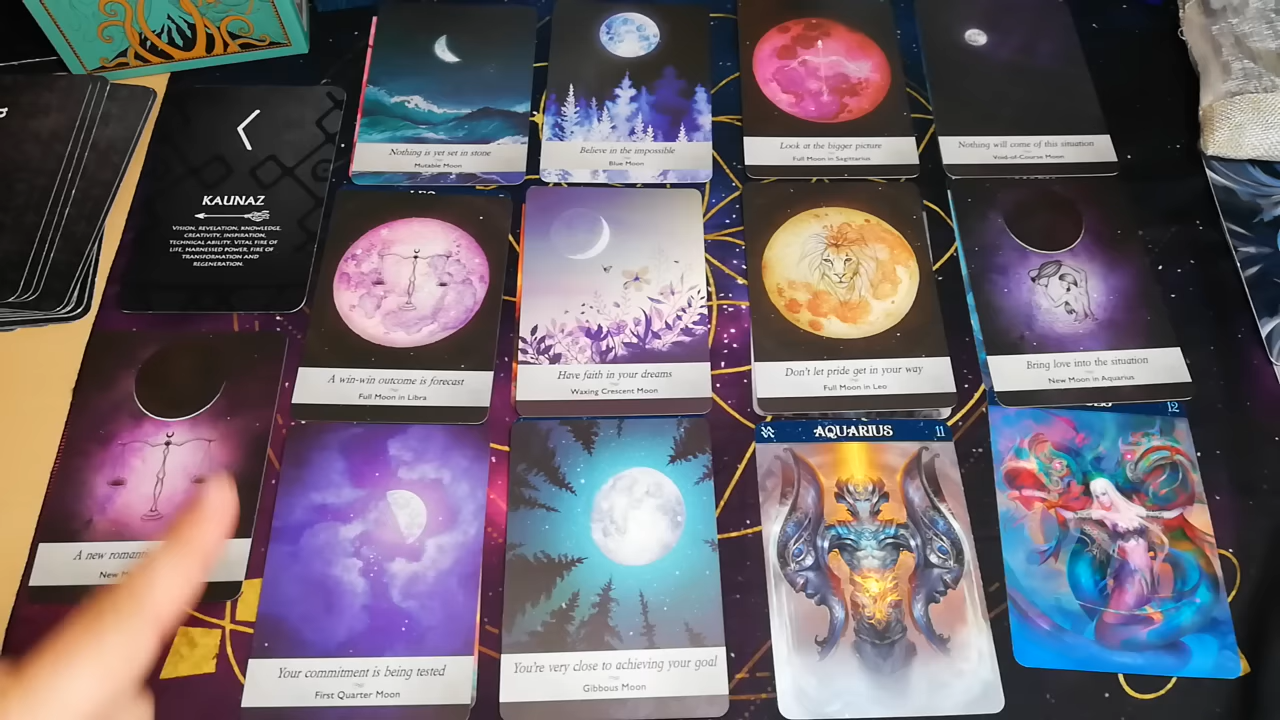 Nothing is yet set in stone
Mutable Moon
Believe in the impossible
Blue Moon
Look at the bigger picture
Full Moon in Sagittarius
Nothing will come of this situation
Void-of-Course Moon
KAUNAZ
VISION, REVELATION, KNOWLEDGE,
CREATIVITY, INSPIRATION,
TECHNICAL ABILITY. VITAL FIRE OF
LIFE, HARNESSED POWER, FIRE OF
TRANSFORMATION AND
REGENERATION.
LEO
A win-win outcome is forecast
Full Moon in Libra
Have faith in your dreams
Waxing Crescent Moon
Don't let pride get in your way
Full Moon in Leo
Bring love into the situation
New Moon in Aquarius
A new
New
Your commitment is being tested
First Quarter Moon
You're very close to achieving your goal
Gibbous Moon
AQUARIUS 11
12